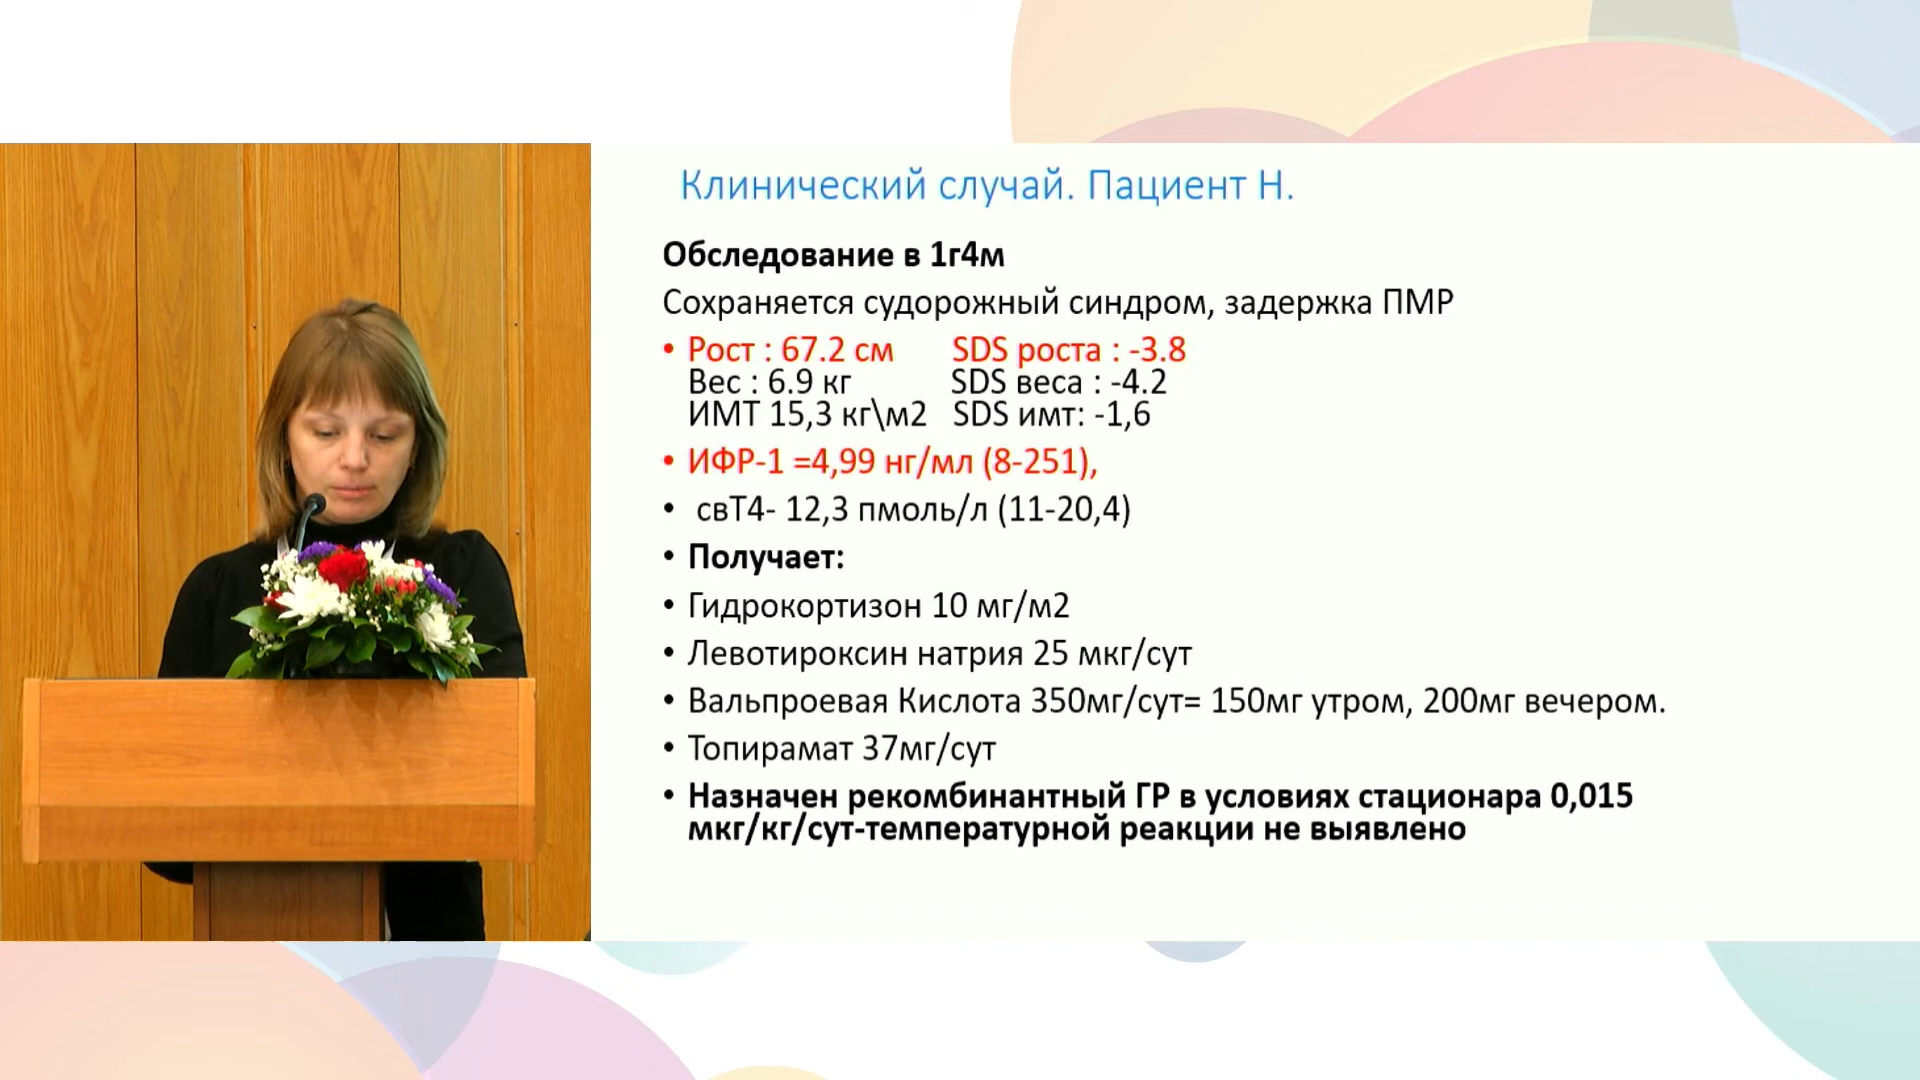 Клинический случай. Пациент Н.
Обследование в 1г4м
Сохраняется судорожный синдром, задержка ПМР
• Рост : 67.2 см SDS роста : -3.8
Вес : 6.9 кг SDS веса : -4.2
ИМТ 15,3 кг\м2 SDS имт: -1,6
• ИФР-1 =4,99 нг/мл (8-251),
• свТ4- 12,3 пмоль/л (11-20,4)
• Получает:
• Гидрокортизон 10 мг/м2
• Левотироксин натрия 25 мкг/сут
• Вальпроевая Кислота 350мг/сут= 150мг утром, 200мг вечером.
• Топирамат 37мг/сут
• Назначен рекомбинантный ГР в условиях стационара 0,015
мкг/кг/сут-температурной реакции не выявлено